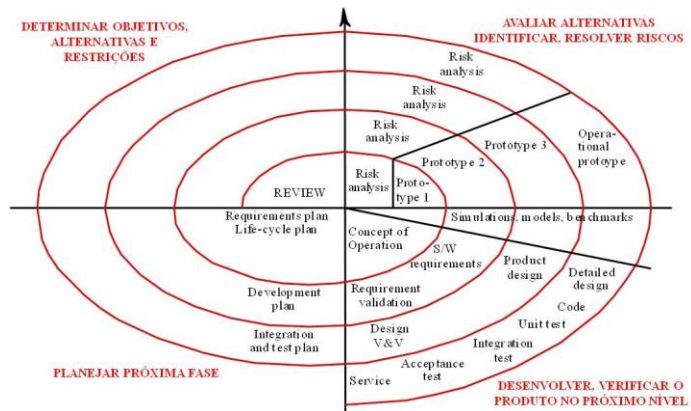 DETERMINAR OBJETIVOS,
ALTERNATIVAS E
RESTRIÇÕES
AVALIAR ALTERNATIVAS
IDENTIFICAR, RESOLVER RISCOS
Risk
analysis
Risk
analysis
Risk
analysis
Risk
analysis
REVIEW
Proto-
type 1
Prototype 2
Prototype 3
Opera-
tional
protoype
Requirements plan
Life-cycle plan
Simulations, models, benchmarks
Concept of
Operation
S/W
requirements
Product
design
Detailed
design
Development
plan
Requirement
validation
Code
Unit test
Integration
and test plan
Design
V&V
Integration
test
Acceptance
test
Service
PLANEJAR PRÓXIMA FASE
DESENVOLVER, VERIFICAR O
PRODUTO NO PRÓXIMO NÍVEL